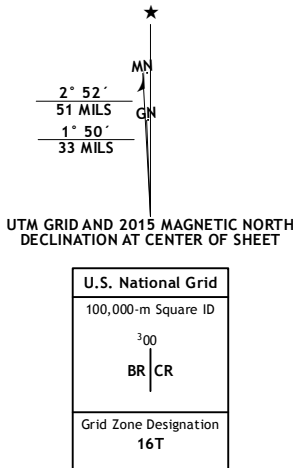 ★
MN
2° 52´
51 MILS
GN
1° 50´
33 MILS
UTM GRID AND 2015 MAGNETIC NORTH
DECLINATION AT CENTER OF SHEET
U.S. National Grid
100,000-m Square ID
³00
BR CR
Grid Zone Designation
16T